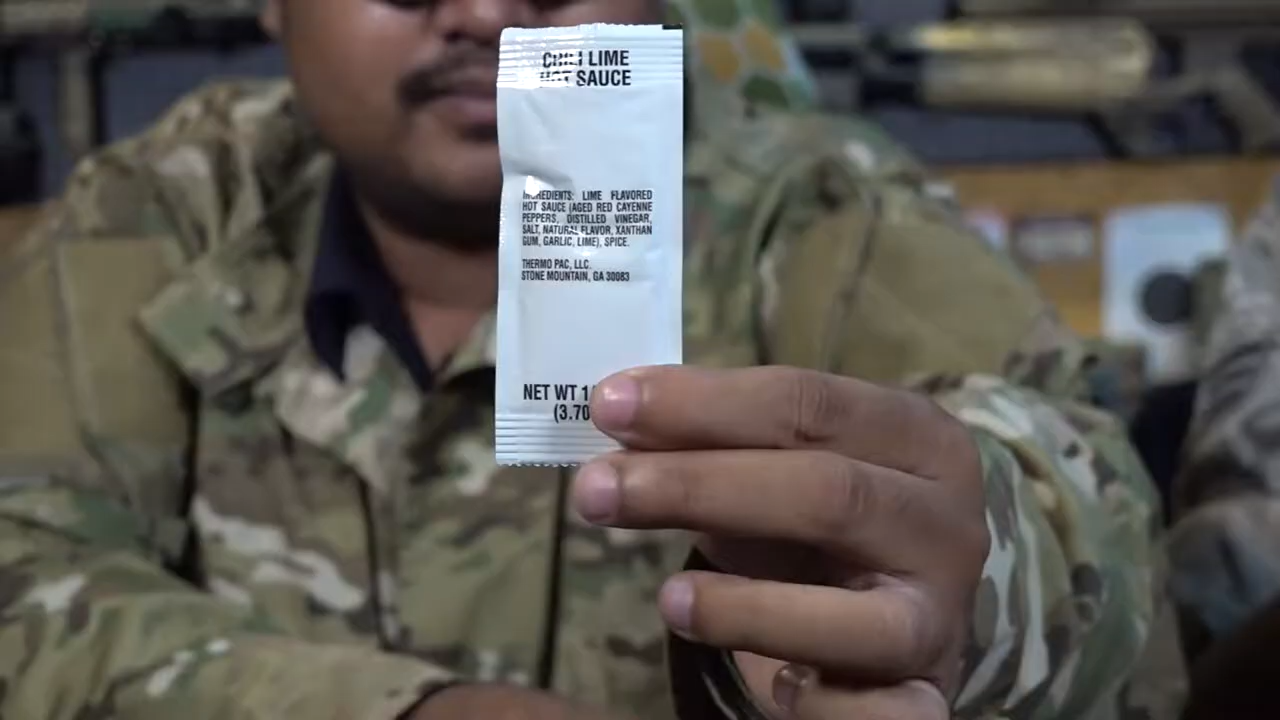 CHILI LIME
HOT SAUCE
INGREDIENTS: LIME FLAVORED
HOT SAUCE (AGED RED CAYENNE
PEPPERS, DISTILLED VINEGAR,
SALT, NATURAL FLAVOR, XANTHAN
GUM, GARLIC, LIME), SPICE.
THERMO PAC, LLC.
STONE MOUNTAIN, GA 30083
NET WT 1
(3.70